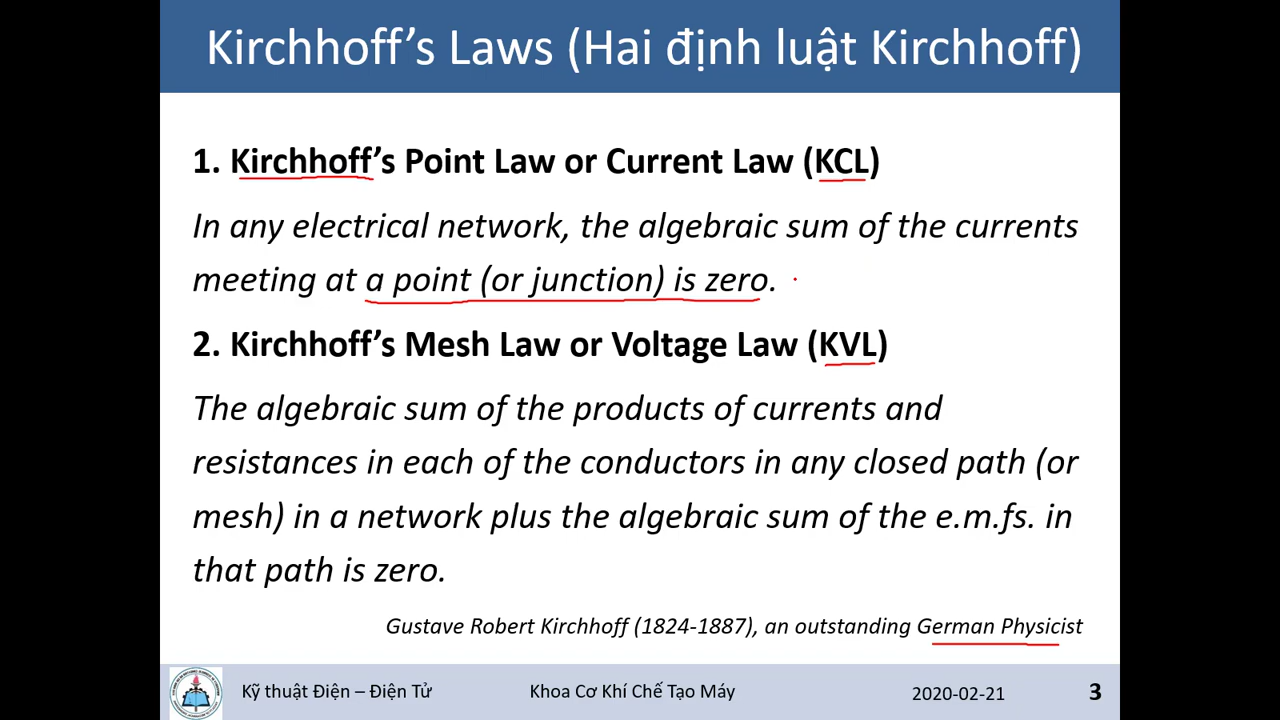 Kirchhoff’s Laws (Hai định luật Kirchhoff)
1. Kirchhoff’s Point Law or Current Law (KCL)
In any electrical network, the algebraic sum of the currents
meeting at a point (or junction) is zero.
2. Kirchhoff’s Mesh Law or Voltage Law (KVL)
The algebraic sum of the products of currents and
resistances in each of the conductors in any closed path (or
mesh) in a network plus the algebraic sum of the e.m.fs. in
that path is zero.
Gustave Robert Kirchhoff (1824-1887), an outstanding German Physicist
Kỹ thuật Điện – Điện Tử
Khoa Cơ Khí Chế Tạo Máy
2020-02-21
3